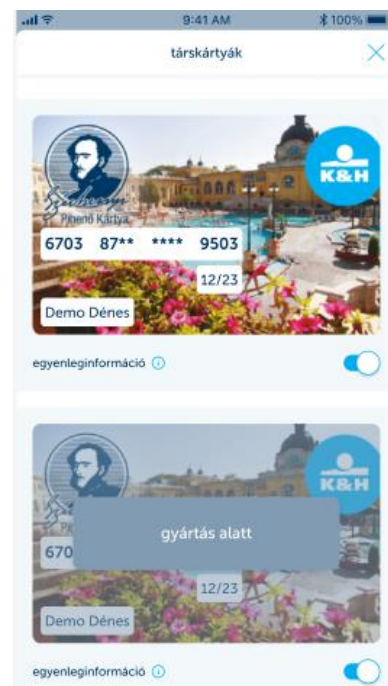 9:41 AM
100%
társkártyák
Széchenyi
Pihenő Kártya
K&H
6703 87** **** 9503
12/23
Demo Dénes
egyenleginformáció
K&H
gyártás alatt
670
12/23
Demo Dénes
egyenleginformáció